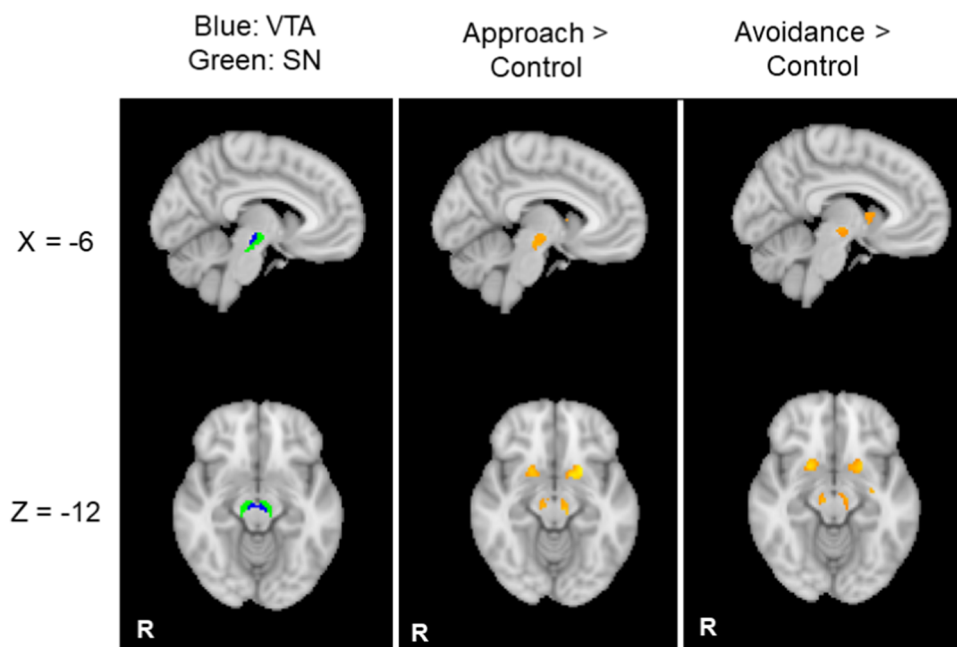 Blue: VTA
Green: SN
Approach >
Control
Avoidance >
Control
X = -6
Z = -12
R
R
R